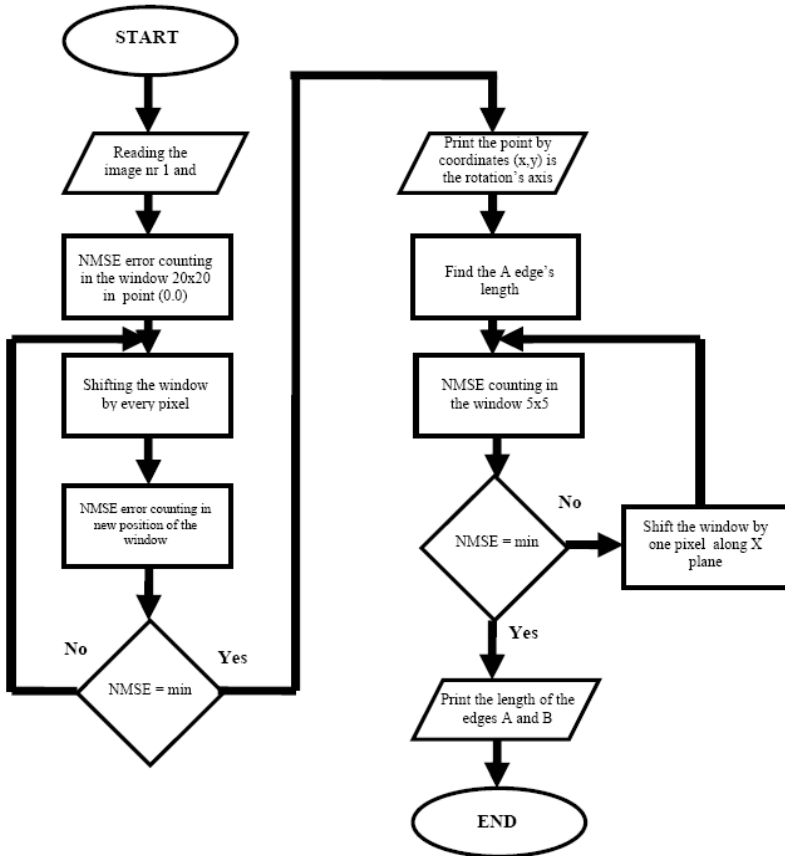 START
Reading the
image nr 1 and
NMSE error counting
in the window 20x20
in point (0.0)
Shifting the window
by every pixel
NMSE error counting in
new position of the
window
NMSE = min
No
Yes
Print the point by
coordinates (x,y) is
the rotation’s axis
Find the A edge’s
length
NMSE counting in
the window 5x5
NMSE = min
No
Shift the window by
one pixel along X
plane
Yes
Print the length of the
edges A and B
END